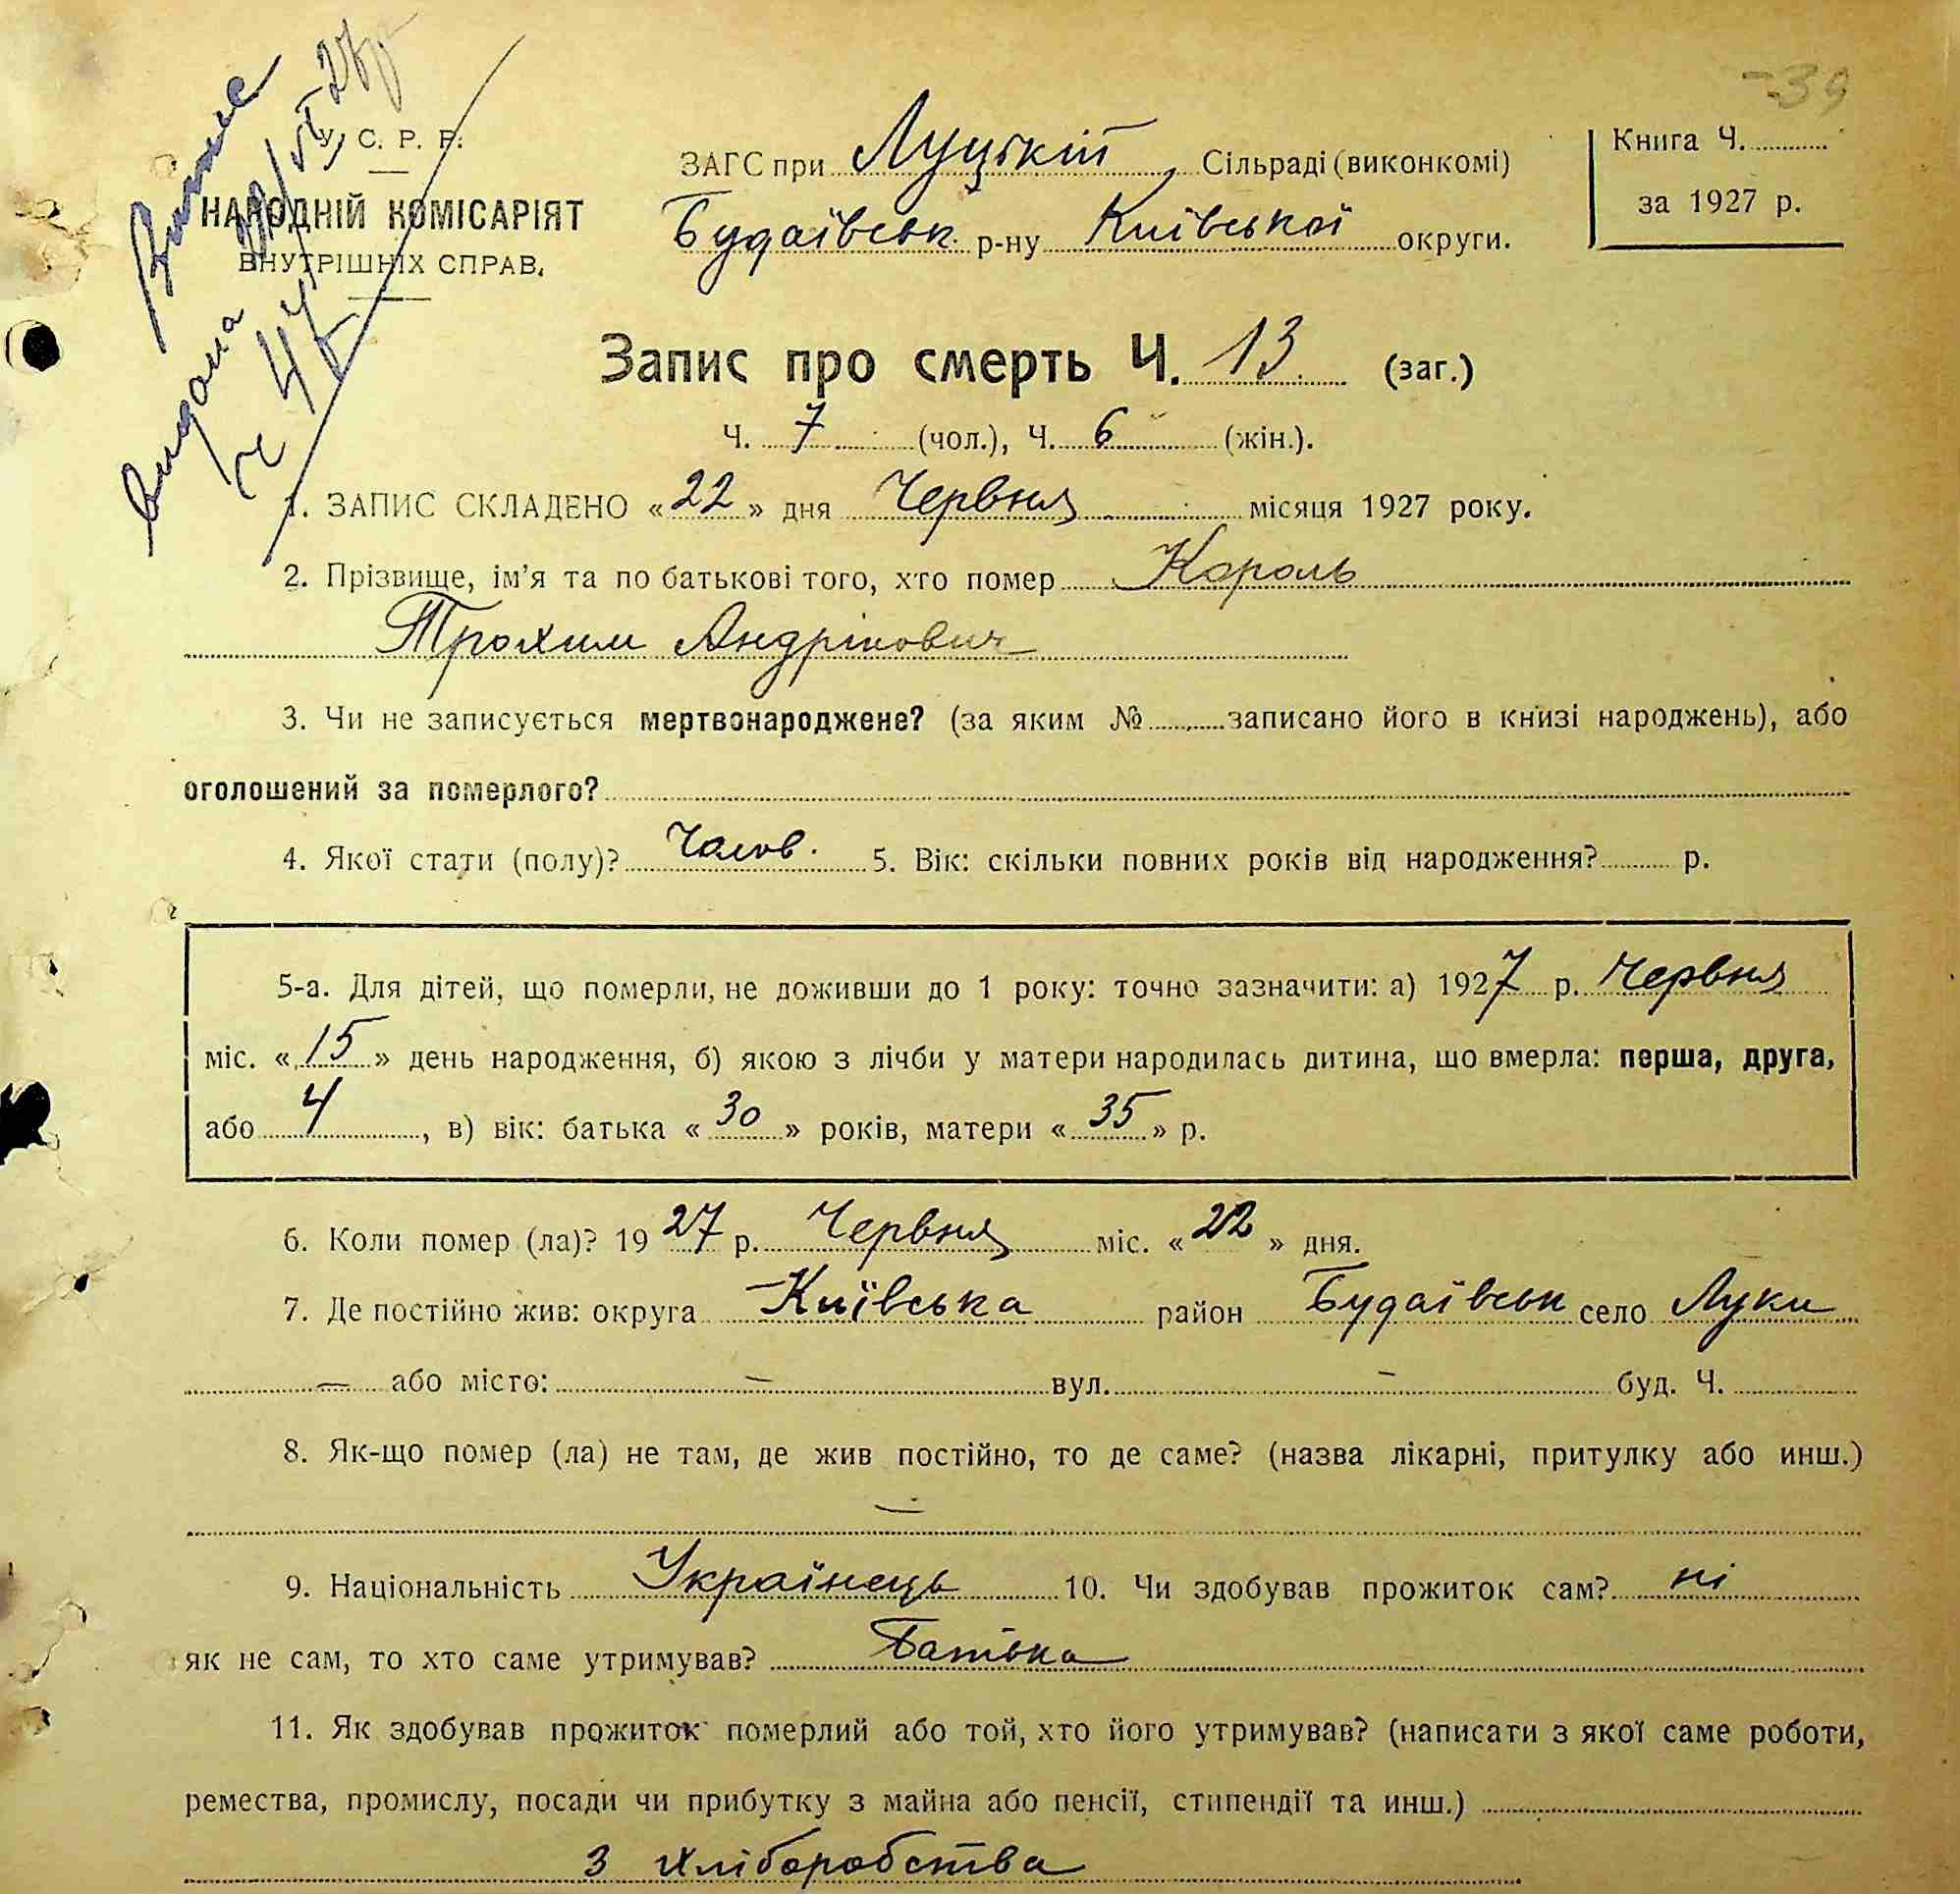 39
Витис
видана
Ч 45
У. С. Р. Р.
НАРОДНІЙ КОМІСАРІЯТ
ВНУТРІШНІХ СПРАВ.
ЗАГС при Луцькій Сільраді (виконкомі)
Будаївськ. р-ну Київської округи.
Книга Ч.
за 1927 р.
Запис про смерть Ч. 13 (заг.)
Ч. 7 (чол.), Ч. 6 (жін.).
1. ЗАПИС СКЛАДЕНО «22» дня Червня місяця 1927 року.
2. Прізвище, ім'я та по батькові того, хто помер Король
Трохим Андрійович
3. Чи не записується мертвонароджене? (за яким № записано його в книзі народжень), або
оголошений за померлого?
4. Якої стати (полу)? Чолов. 5. Вік: скільки повних років від народження? р.
5-а. Для дітей, що померли, не доживши до 1 року: точно зазначити: а) 1927 р. Червня
міс. «15» день народження, б) якою з лічби у матери народилась дитина, що вмерла: перша, друга,
або 4, в) вік: батька «30» років, матери «35» р.
6. Коли помер (ла)? 1927 р. Червня міс. «22» дня.
7. Де постійно жив: округа Київська район Будаївськ село Луки
— або місто: — вул. — буд. Ч.
8. Як-що помер (ла) не там, де жив постійно, то де саме? (назва лікарні, притулку або инш.)
—
9. Національність Українець 10. Чи здобував прожиток сам? ні
як не сам, то хто саме утримував? Батько
11. Як здобував прожиток померлий або той, хто його утримував? (написати з якої саме роботи,
ремества, промислу, посади чи прибутку з майна або пенсії, стипендії та инш.)
З хліборобства